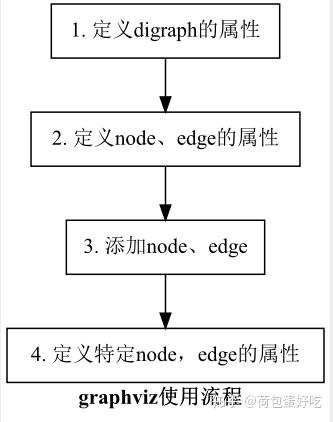 1. 定义digraph的属性
2. 定义node、edge的属性
3. 添加node、edge
4. 定义特定node，edge的属性
graphviz使用流程
知乎 @荷包蛋好吃